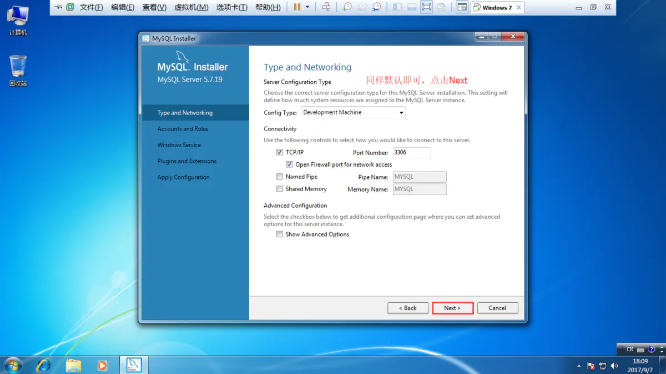 文件(F) 编辑(E) 查看(V) 虚拟机(M) 选项卡(T) 帮助(H)
Windows 7
计算机
回收站
MySQL Installer
MySQL. Installer
MySQL Server 5.7.19
Type and Networking
Accounts and Roles
Windows Service
Plugins and Extensions
Apply Configuration
Type and Networking
同样默认即可，点击Next
Server Configuration Type
Choose the correct server configuration type for this MySQL Server installation. This setting will
define how much system resources are assigned to the MySQL Server instance.
Config Type: Development Machine
Connectivity
Use the following controls to select how you would like to connect to this server.
TCP/IP Port Number: 3306
Open Firewall port for network access
Named Pipe Pipe Name: MYSQL
Shared Memory Memory Name: MYSQL
Advanced Configuration
Select the checkbox below to get additional configuration page where you can set advanced
options for this server instance.
Show Advanced Options
< Back Next > Cancel
18:09
2017/9/7